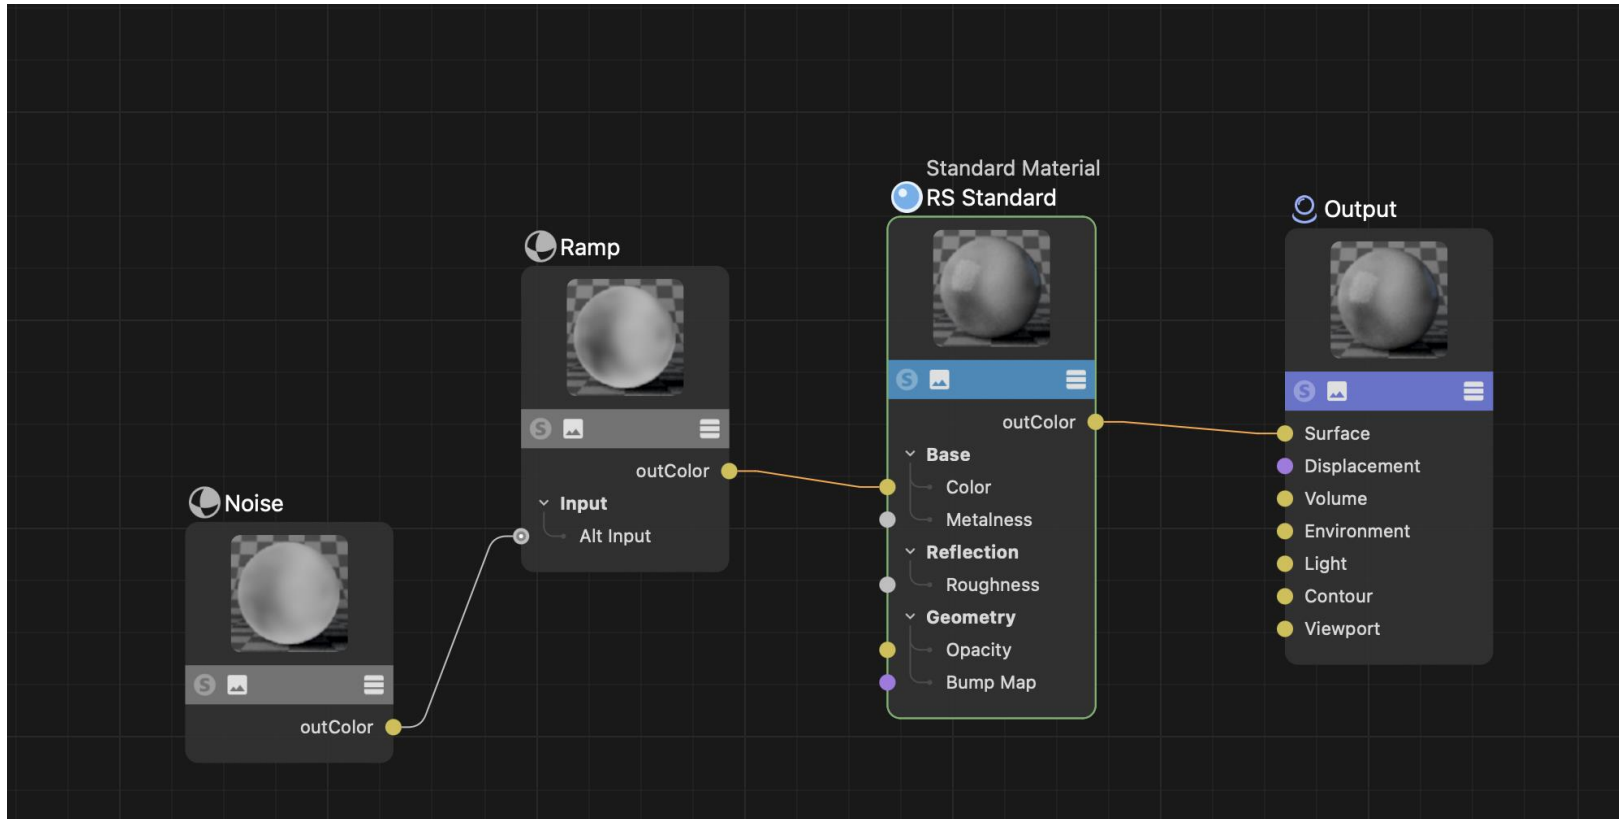 Noise
outColor
Ramp
outColor
Input
Alt Input
Standard Material
RS Standard
outColor
Base
Color
Metalness
Reflection
Roughness
Geometry
Opacity
Bump Map
Output
Surface
Displacement
Volume
Environment
Light
Contour
Viewport